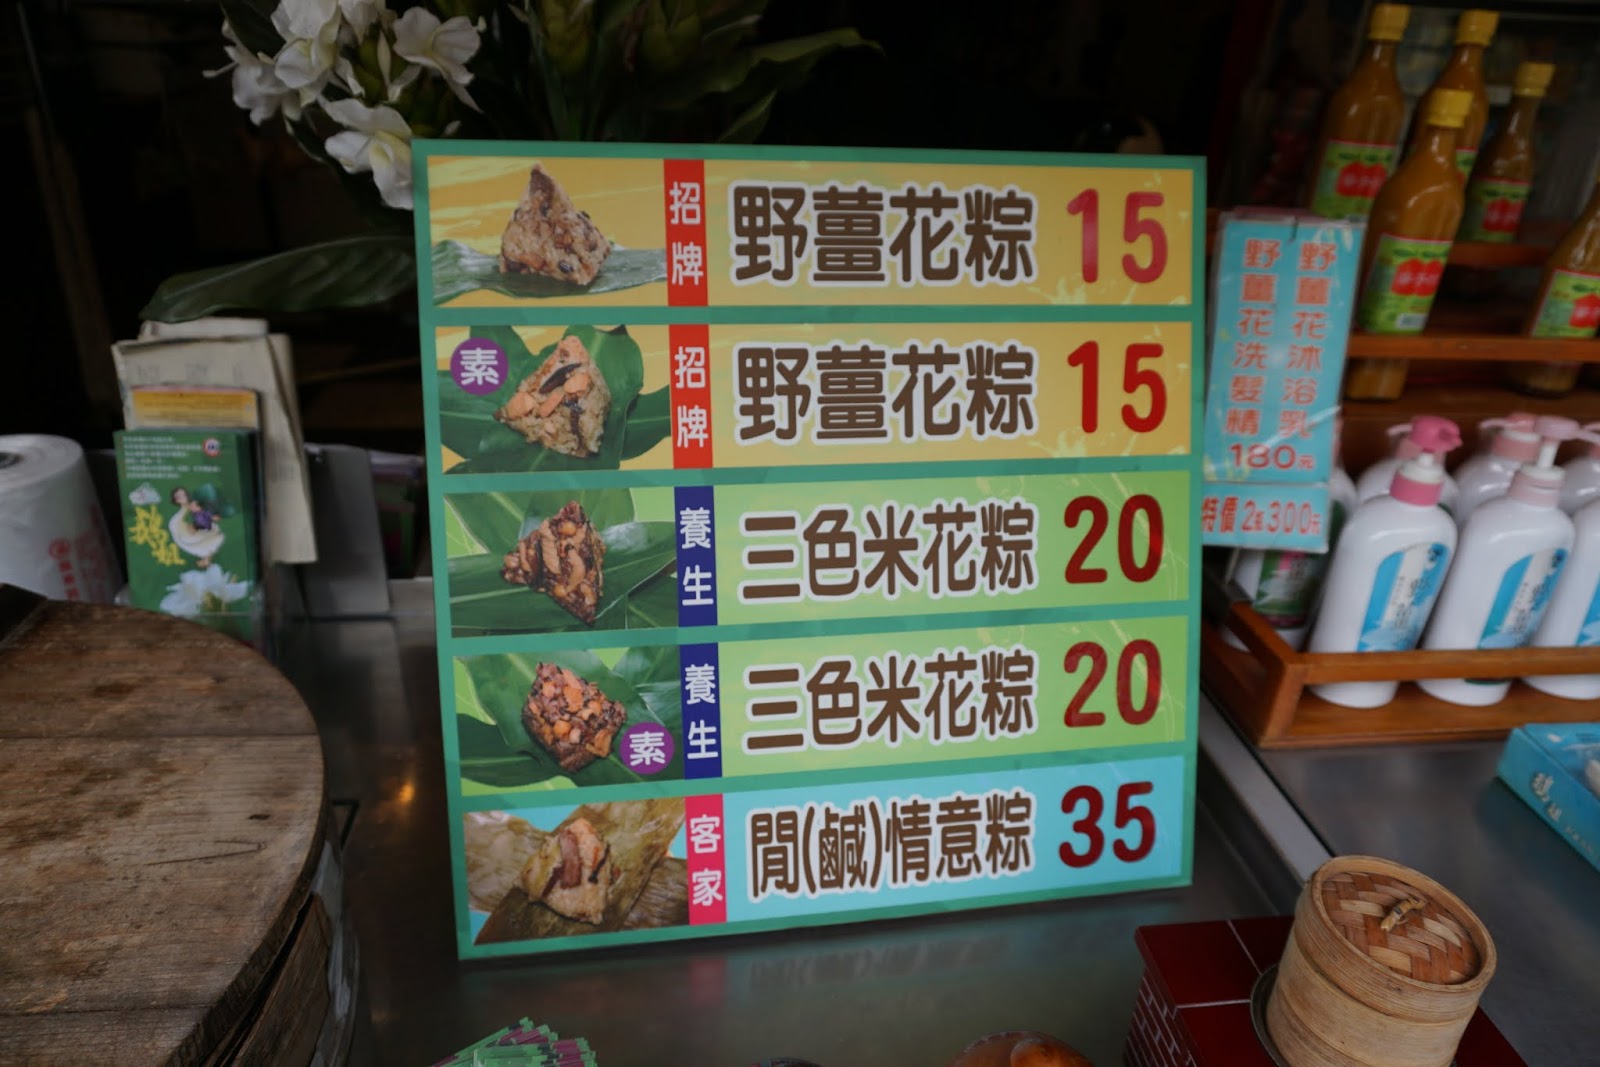 招牌 野薑花粽 15
素 招牌 野薑花粽 15
養生 三色米花粽 20
養生 素 三色米花粽 20
客家 閒(鹹)情意粽 35
野薑花沐浴乳
野薑花洗髮精
180元
特價2瓶300元